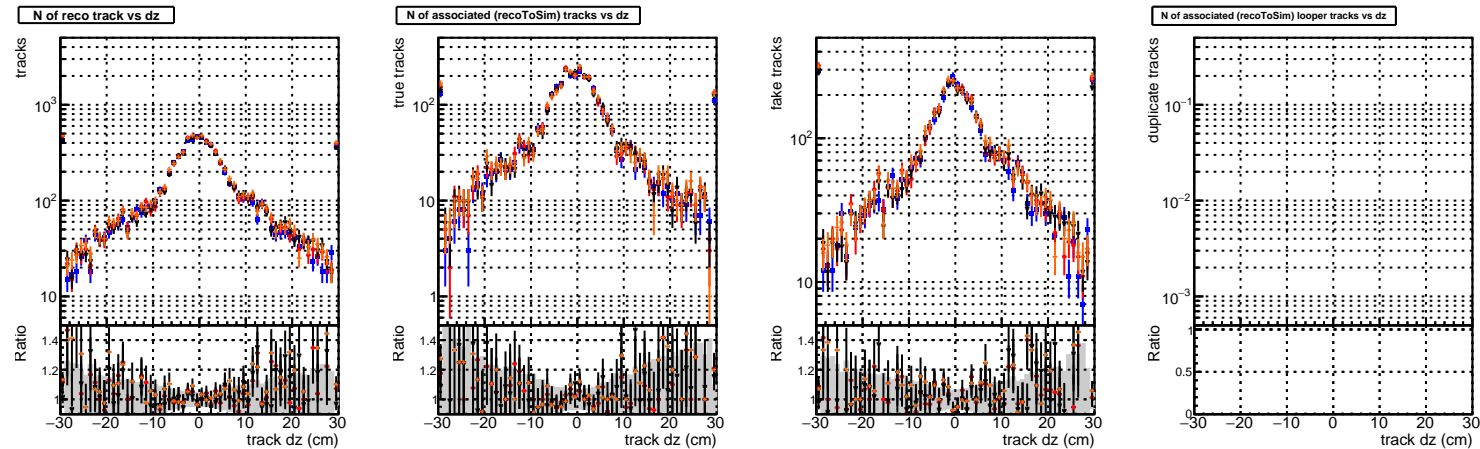 N of reco track vs dz
tracks
10³
10²
10
Ratio
1.4
1.2
1
−30 −20 −10 0 10 20 30
track dz (cm)
N of associated (recoToSim) tracks vs dz
true tracks
10²
10
1
Ratio
1.4
1.2
1
−30 −20 −10 0 10 20 30
track dz (cm)
fake tracks
10²
10
Ratio
1.4
1.2
1
−30 −20 −10 0 10 20 30
track dz (cm)
N of associated (recoToSim) looper tracks vs dz
duplicate tracks
10⁻¹
10⁻²
10⁻³
Ratio
1
0.5
0
−30 −20 −10 0 10 20 30
track dz (cm)